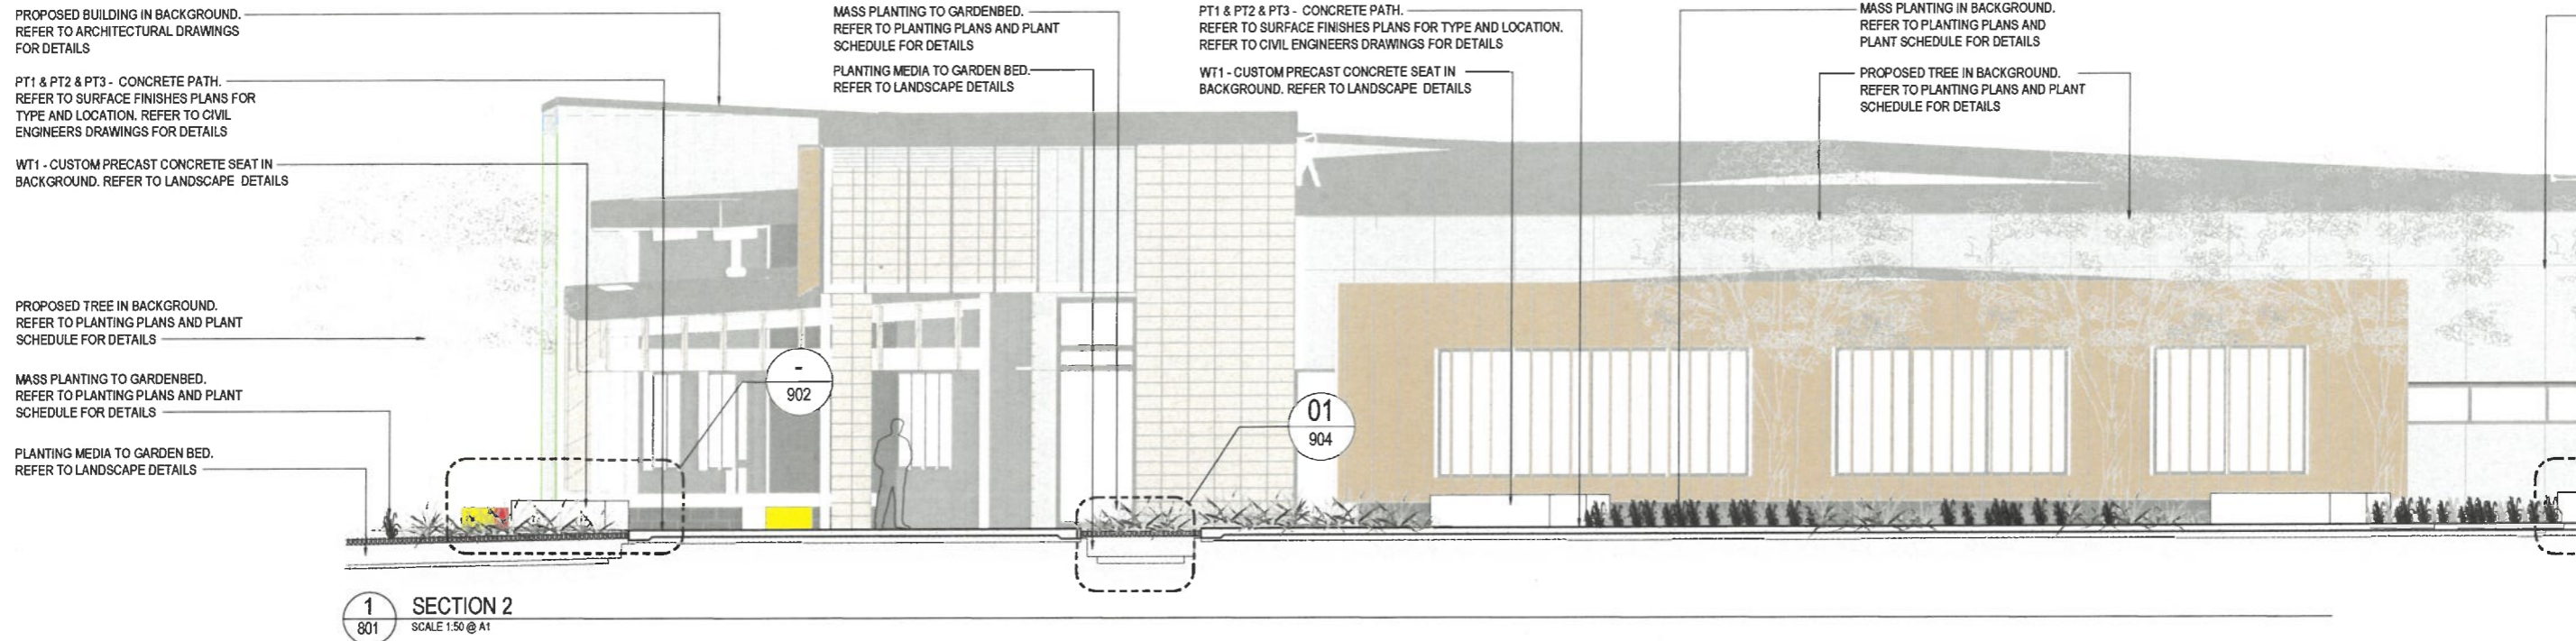 PROPOSED BUILDING IN BACKGROUND.
REFER TO ARCHITECTURAL DRAWINGS
FOR DETAILS
PT1 & PT2 & PT3 - CONCRETE PATH.
REFER TO SURFACE FINISHES PLANS FOR
TYPE AND LOCATION. REFER TO CIVIL
ENGINEERS DRAWINGS FOR DETAILS
WT1 - CUSTOM PRECAST CONCRETE SEAT IN
BACKGROUND. REFER TO LANDSCAPE DETAILS
PROPOSED TREE IN BACKGROUND.
REFER TO PLANTING PLANS AND PLANT
SCHEDULE FOR DETAILS
MASS PLANTING TO GARDENBED.
REFER TO PLANTING PLANS AND PLANT
SCHEDULE FOR DETAILS
PLANTING MEDIA TO GARDEN BED.
REFER TO LANDSCAPE DETAILS
MASS PLANTING TO GARDENBED.
REFER TO PLANTING PLANS AND PLANT
SCHEDULE FOR DETAILS
PLANTING MEDIA TO GARDEN BED.
REFER TO LANDSCAPE DETAILS
PT1 & PT2 & PT3 - CONCRETE PATH.
REFER TO SURFACE FINISHES PLANS FOR TYPE AND LOCATION.
REFER TO CIVIL ENGINEERS DRAWINGS FOR DETAILS
WT1 - CUSTOM PRECAST CONCRETE SEAT IN
BACKGROUND. REFER TO LANDSCAPE DETAILS
MASS PLANTING IN BACKGROUND.
REFER TO PLANTING PLANS AND
PLANT SCHEDULE FOR DETAILS
PROPOSED TREE IN BACKGROUND.
REFER TO PLANTING PLANS AND PLANT
SCHEDULE FOR DETAILS
-
902
01
904
1
801
SECTION 2
SCALE 1:50 @ A1